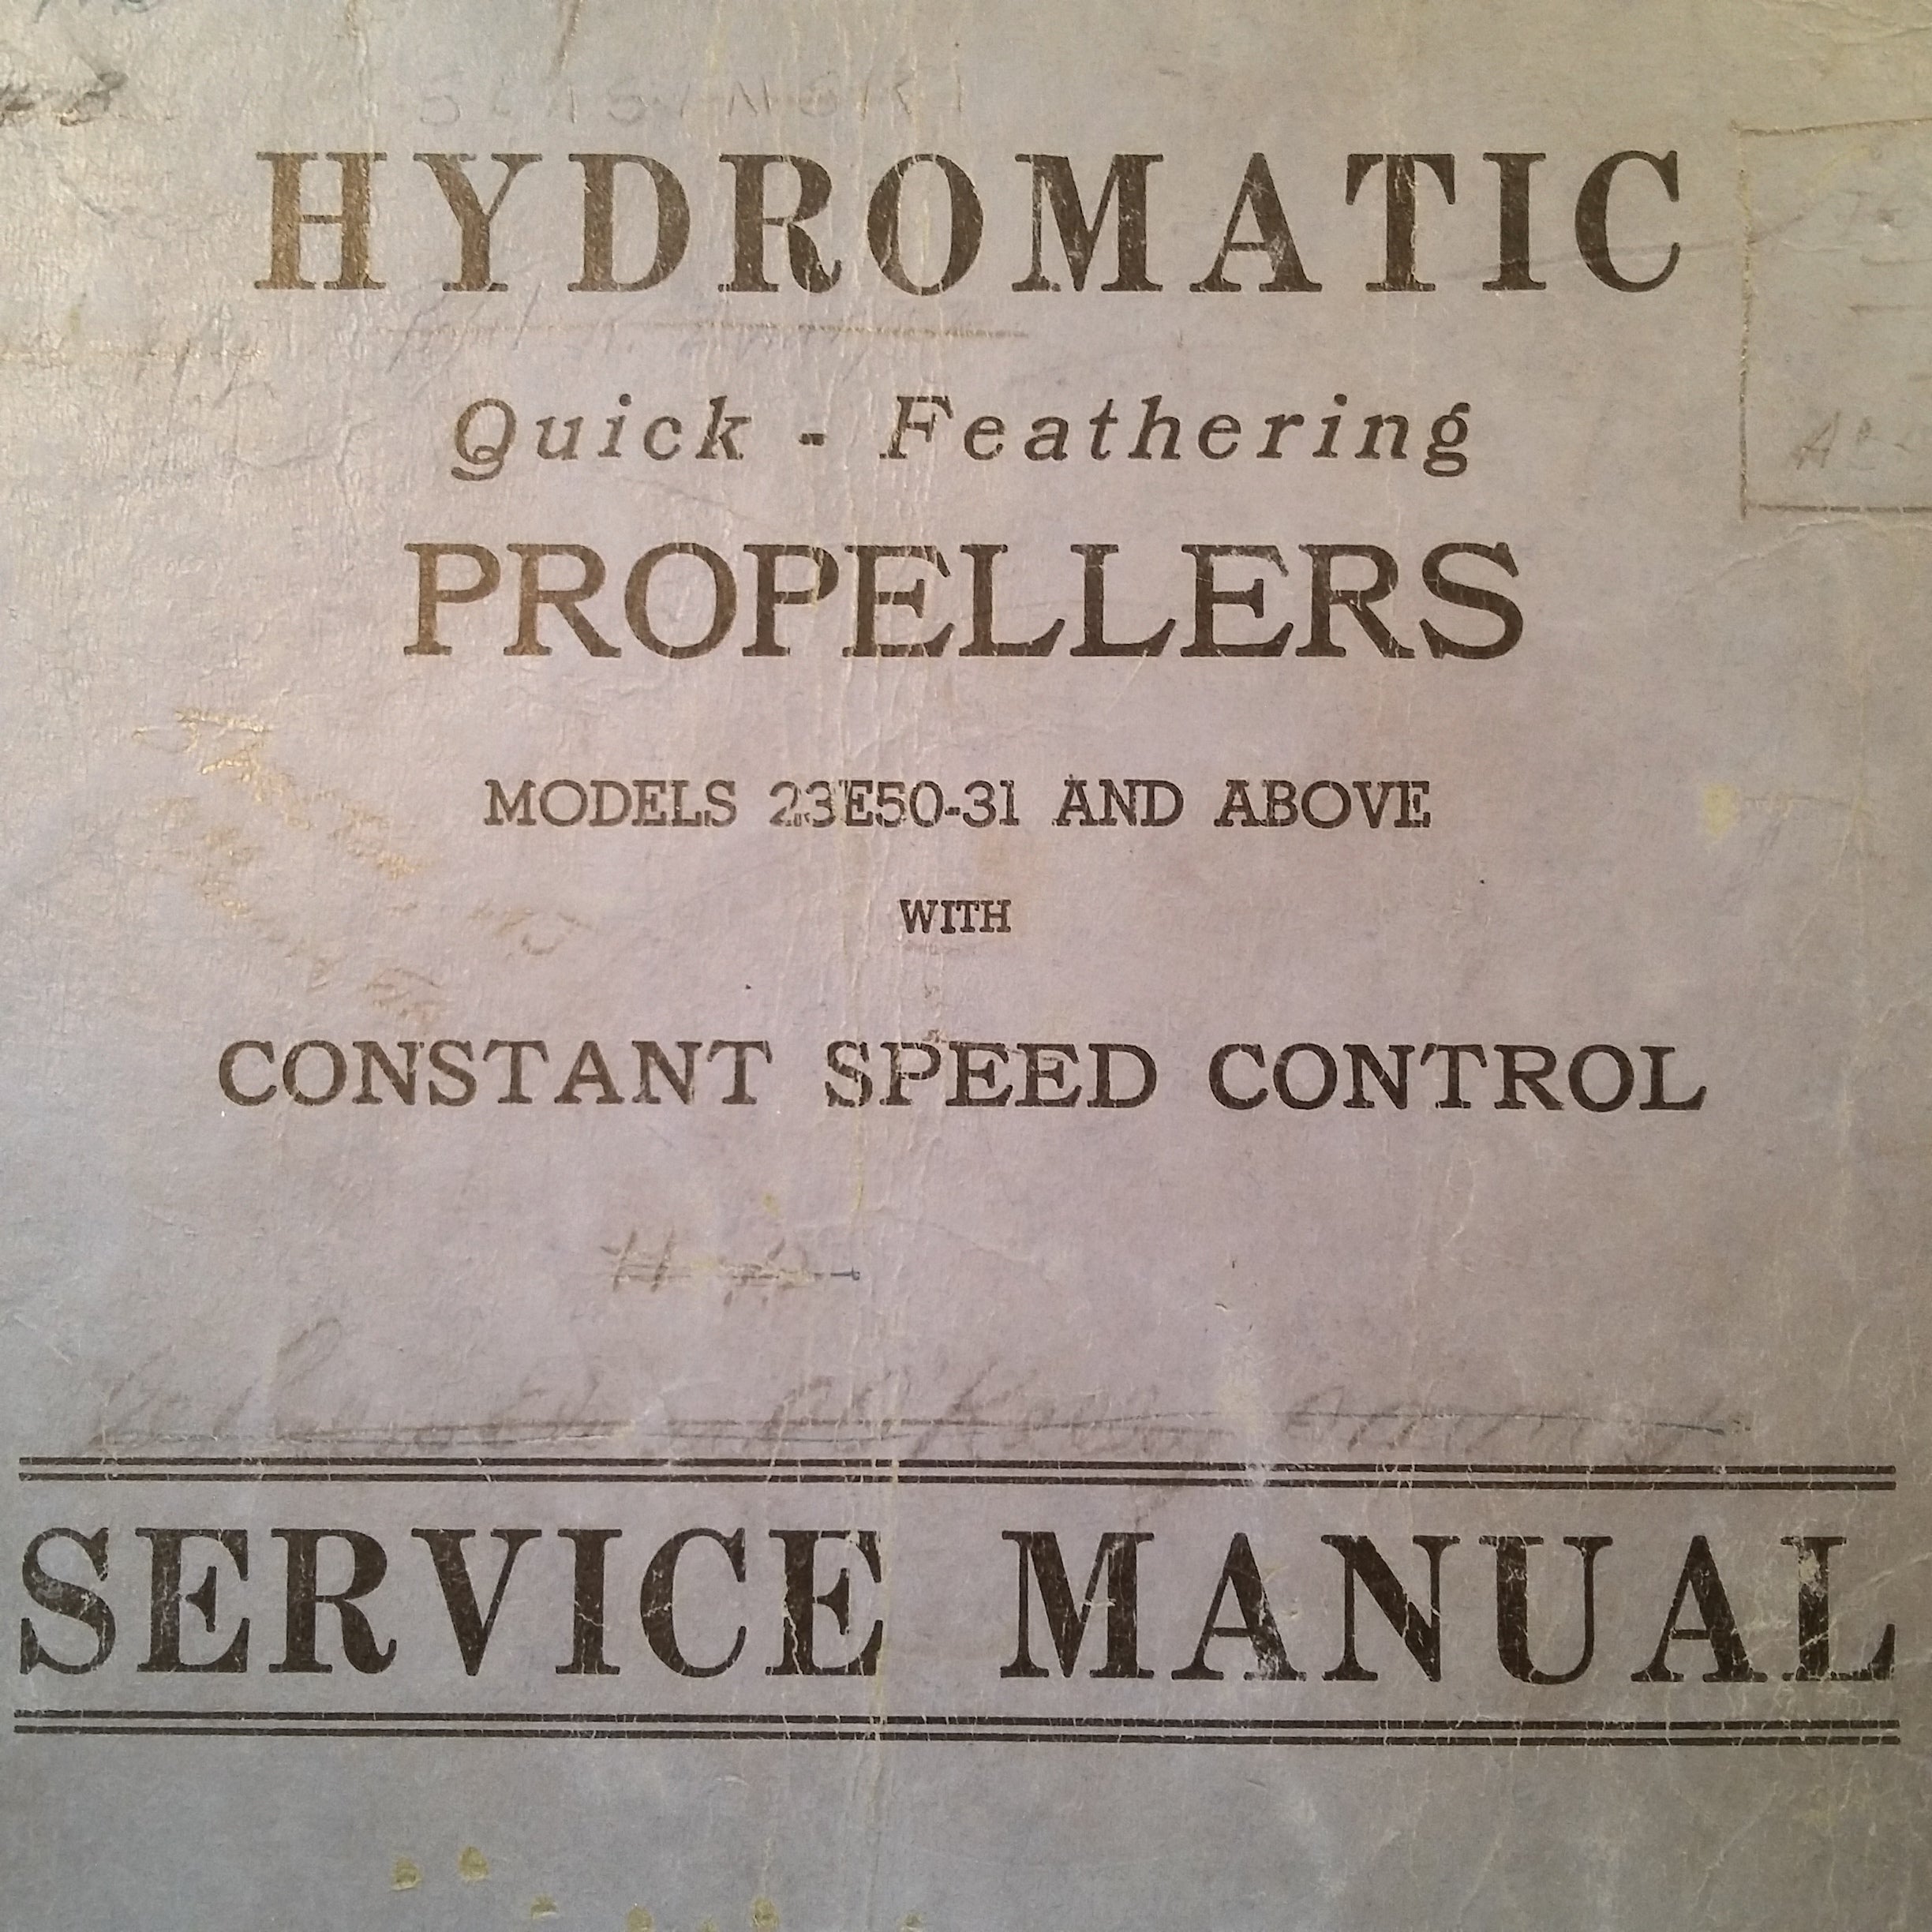 HYDROMATIC
Quick - Feathering
PROPELLERS
MODELS 23E50-31 AND ABOVE
WITH
CONSTANT SPEED CONTROL
SERVICE MANUAL